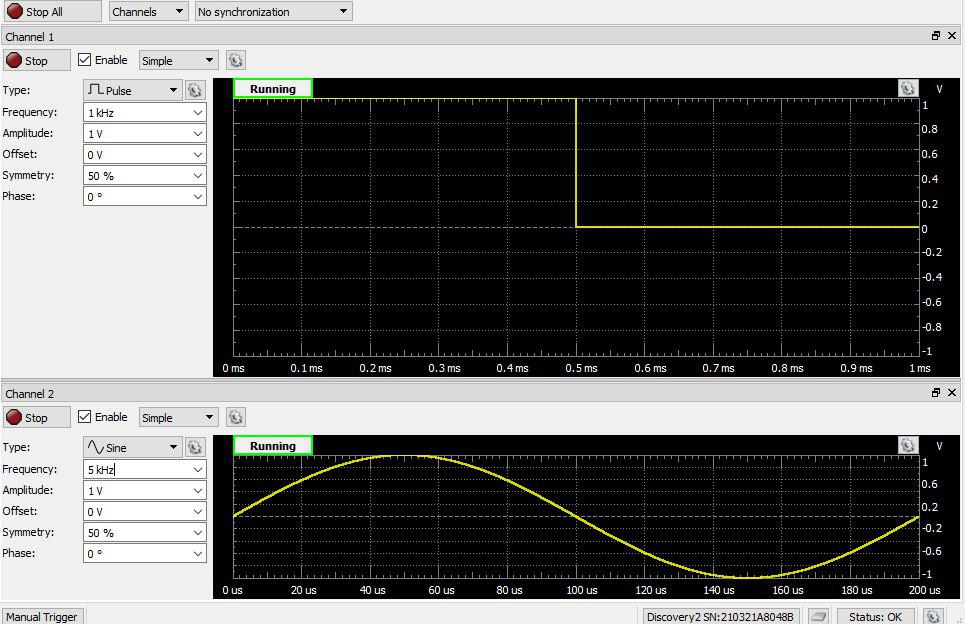 Stop All Channels No synchronization
Channel 1
Stop Enable Simple
Type: Pulse
Frequency: 1 kHz
Amplitude: 1 V
Offset: 0 V
Symmetry: 50 %
Phase: 0 °
Running V
1
0.8
0.6
0.4
0.2
0
-0.2
-0.4
-0.6
-0.8
-1
0 ms 0.1 ms 0.2 ms 0.3 ms 0.4 ms 0.5 ms 0.6 ms 0.7 ms 0.8 ms 0.9 ms 1 ms
Channel 2
Stop Enable Simple
Type: Sine
Frequency: 5 kHz
Amplitude: 1 V
Offset: 0 V
Symmetry: 50 %
Phase: 0 °
Running V
1
0.6
0.2
-0.2
-0.6
-1
0 us 20 us 40 us 60 us 80 us 100 us 120 us 140 us 160 us 180 us 200 us
Manual Trigger Discovery2 SN:210321A8048B Status: OK